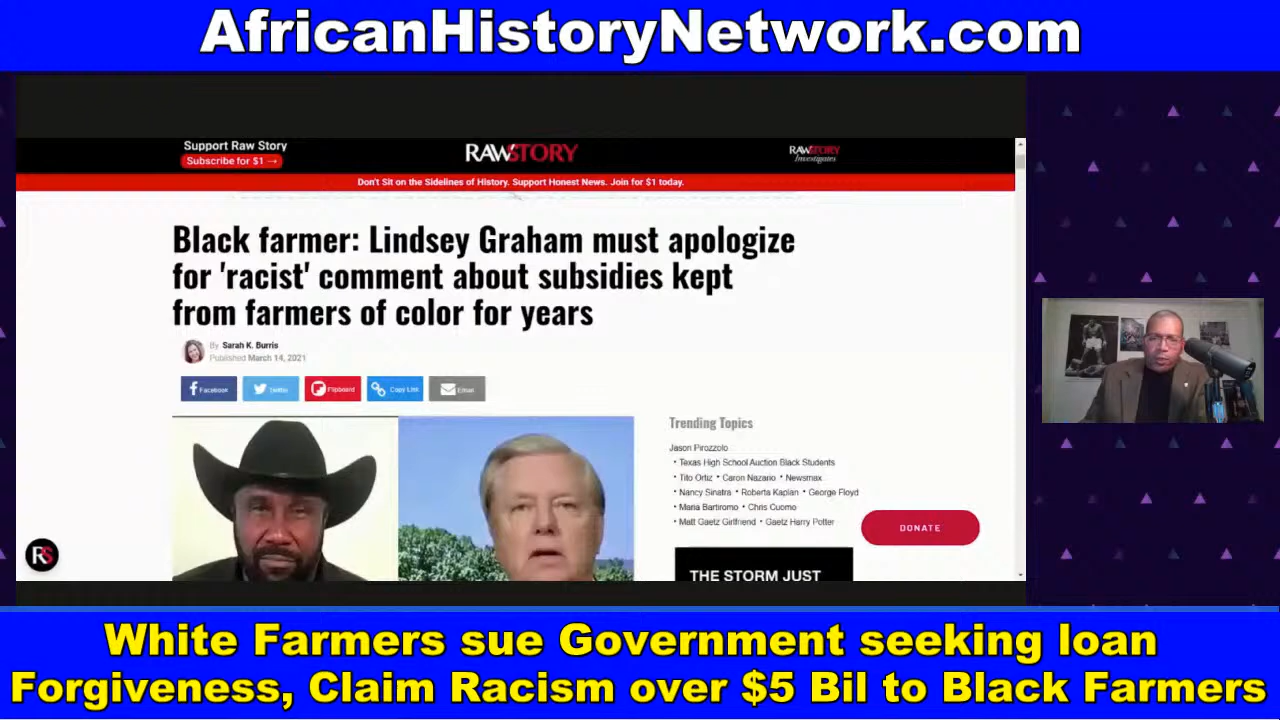 AfricanHistoryNetwork.com
Support Raw Story
Subscribe for $1 →
RAW STORY
RAW STORY
Investigates
Don't Sit on the Sidelines of History. Support Honest News. Join for $1 today.
Black farmer: Lindsey Graham must apologize
for 'racist' comment about subsidies kept
from farmers of color for years
By Sarah K. Burris
Published March 14, 2021
Facebook Twitter Flipboard Copy Link Email
Trending Topics
Jason Pirozzolo
• Texas High School Auction Black Students
• Tito Ortiz • Caron Nazario • Newsmax
• Nancy Sinatra • Roberta Kaplan • George Floyd
• Maria Bartiromo • Chris Cuomo
• Matt Gaetz Girlfriend • Gaetz Harry Potter
DONATE
RS
THE STORM JUST
White Farmers sue Government seeking loan
Forgiveness, Claim Racism over $5 Bil to Black Farmers